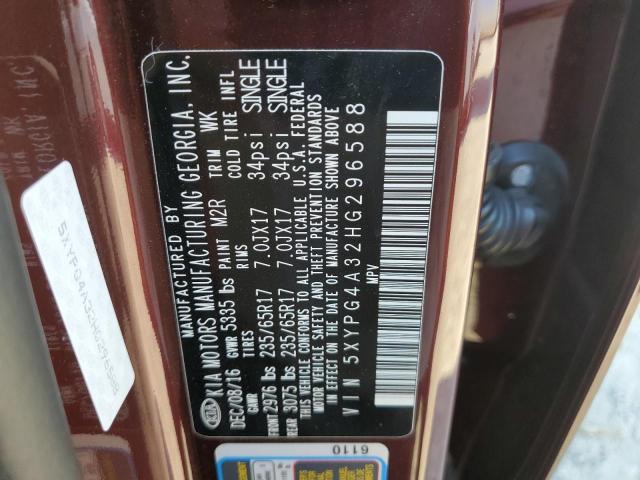 MANUFACTURED BY
KIA KIA MOTORS MANUFACTURING GEORGIA, INC.
DEC/08/16 GVWR 5335 lbs PAINT M2R TRIM WK
GAWR TIRES RIMS COLD TIRE INFL
FRONT 2976 lbs 235/65R17 7.0JX17 34psi SINGLE
REAR 3075 lbs 235/65R17 7.0JX17 34psi SINGLE
THIS VEHICLE CONFORMS TO ALL APPLICABLE U.S.A. FEDERAL
MOTOR VEHICLE SAFETY AND THEFT PREVENTION STANDARDS
IN EFFECT ON THE DATE OF MANUFACTURE SHOWN ABOVE
VIN 5XYPG4A32HG296588
MPV
5XYPG4A32HG296588
6110